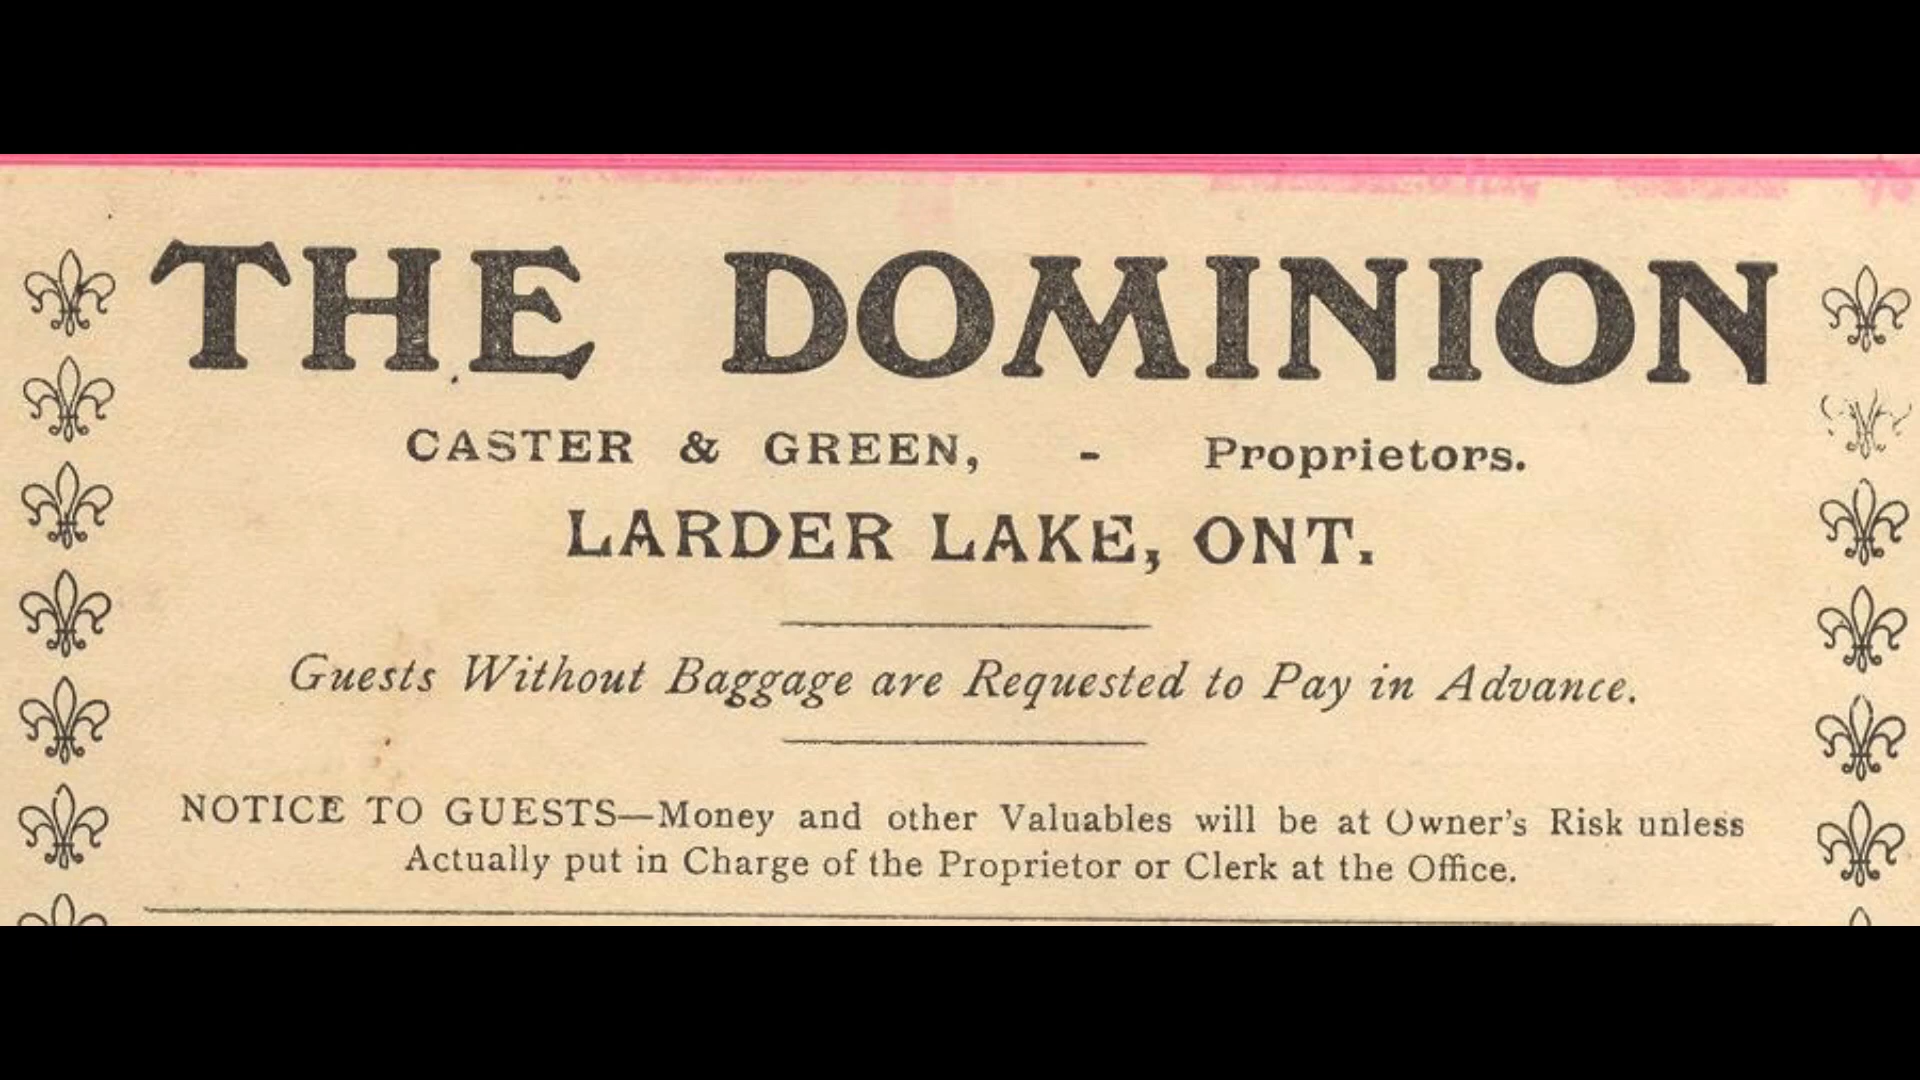 THE DOMINION
CASTER & GREEN, - Proprietors.
LARDER LAKE, ONT.
Guests Without Baggage are Requested to Pay in Advance.
NOTICE TO GUESTS—Money and other Valuables will be at Owner's Risk unless
Actually put in Charge of the Proprietor or Clerk at the Office.